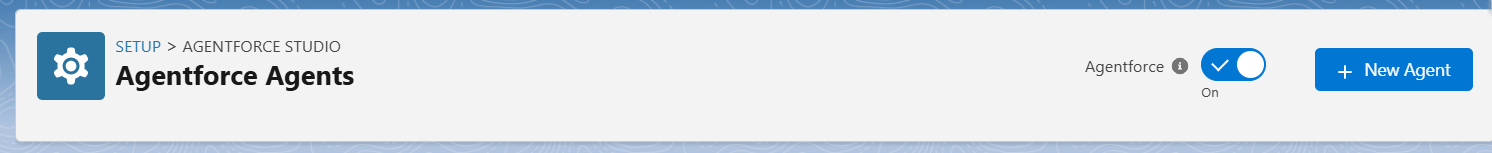 SETUP > AGENTFORCE STUDIO
Agentforce Agents
Agentforce
On
+ New Agent